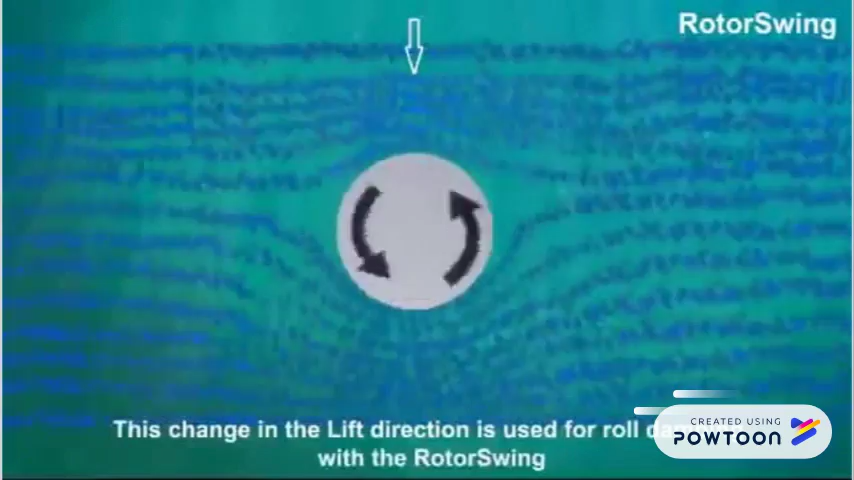 RotorSwing
This change in the Lift direction is used for roll
with the RotorSwing
CREATED USING
POWTOON